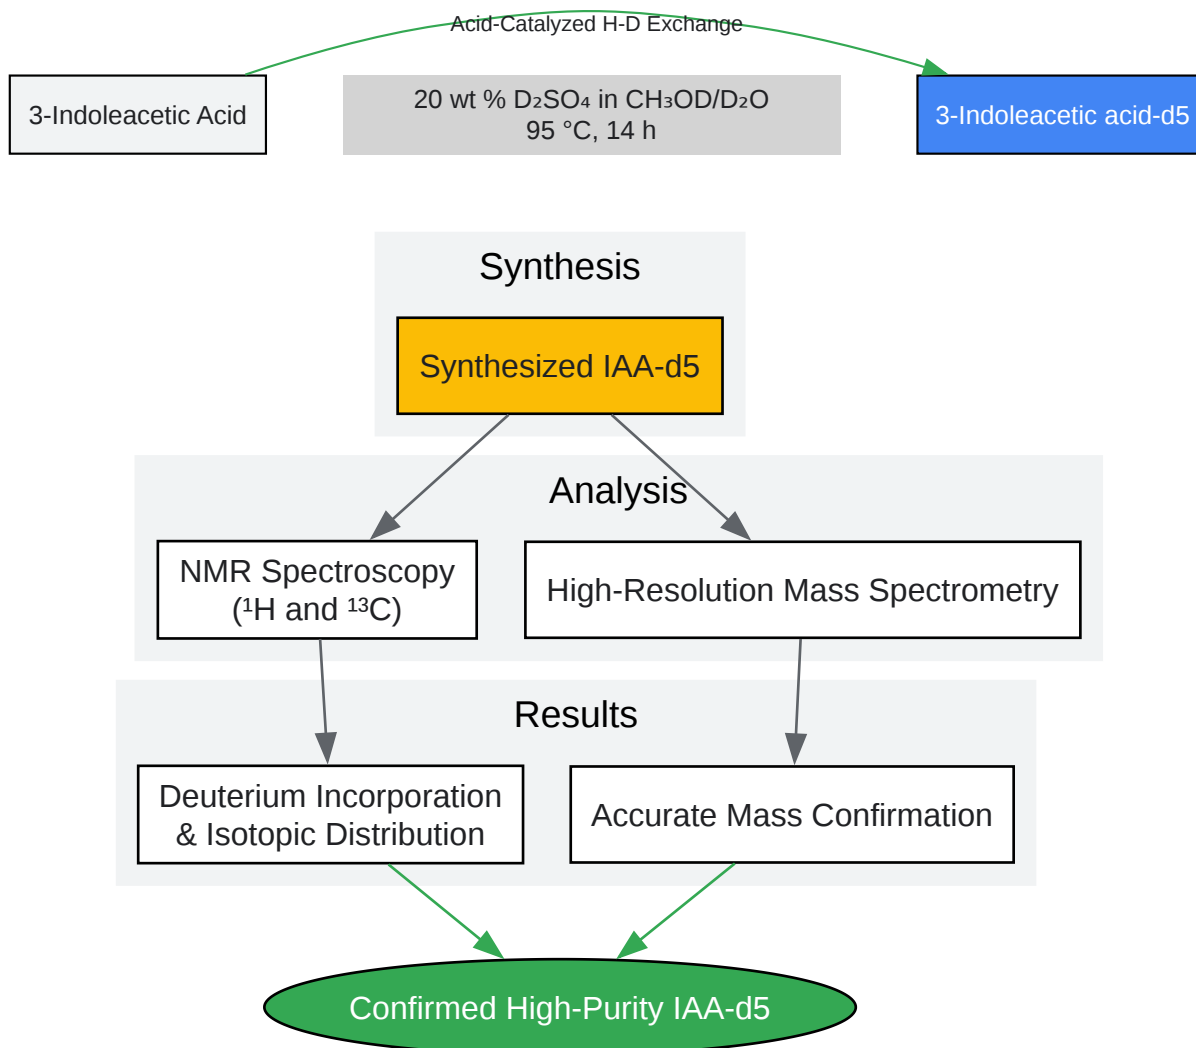 Acid-Catalyzed H-D Exchange
3-Indoleacetic Acid
20 wt % D₂SO₄ in CH₃OD/D₂O
95 °C, 14 h
3-Indoleacetic acid-d5
Synthesis
Synthesized IAA-d5
Analysis
NMR Spectroscopy
(¹H and ¹³C)
High-Resolution Mass Spectrometry
Results
Deuterium Incorporation
& Isotopic Distribution
Accurate Mass Confirmation
Confirmed High-Purity IAA-d5